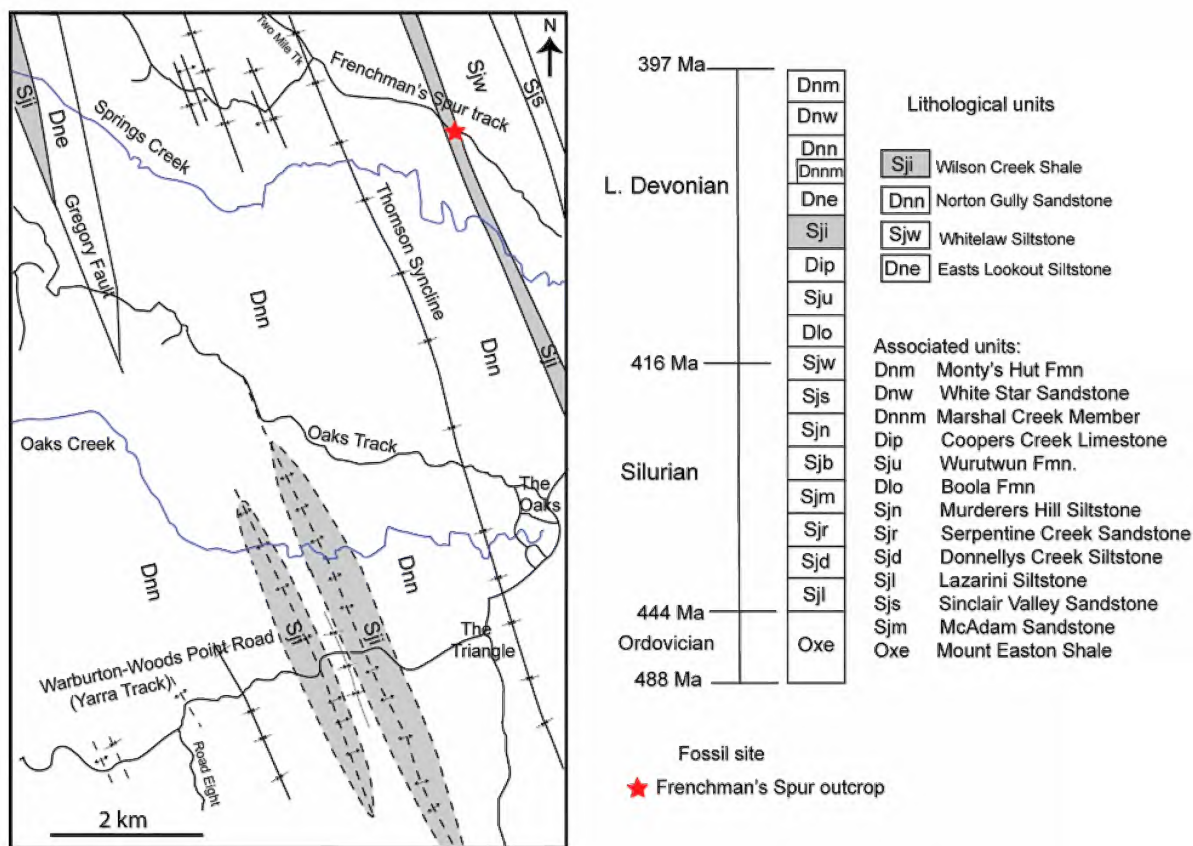 N
Two Mile Tk
Frenchman's Spur track
Sjw
Sjs
Sji
Dne
Springs Creek
Gregory Fault
Thomson Syncline
Dnn
Dnn
Sji
Oaks Creek
Oaks Track
The
Oaks
Dnn
Dnn
Sji
Sji
The
Triangle
Warburton-Woods Point Road
(Yarra Track)
Road Eight
2 km
397 Ma
L. Devonian
416 Ma
Silurian
444 Ma
Ordovician
488 Ma
Dnm
Dnw
Dnn
Dnnm
Dne
Sji
Dip
Sju
Dlo
Sjw
Sjs
Sjn
Sjb
Sjm
Sjr
Sjd
Sjl
Oxe
Lithological units
Sji Wilson Creek Shale
Dnn Norton Gully Sandstone
Sjw Whitelaw Siltstone
Dne Easts Lookout Siltstone
Associated units:
Dnm Monty's Hut Fmn
Dnw White Star Sandstone
Dnnm Marshal Creek Member
Dip Coopers Creek Limestone
Sju Wurutwun Fmn.
Dlo Boola Fmn
Sjn Murderers Hill Siltstone
Sjr Serpentine Creek Sandstone
Sjd Donnellys Creek Siltstone
Sjl Lazarini Siltstone
Sjs Sinclair Valley Sandstone
Sjm McAdam Sandstone
Oxe Mount Easton Shale
Fossil site
Frenchman's Spur outcrop